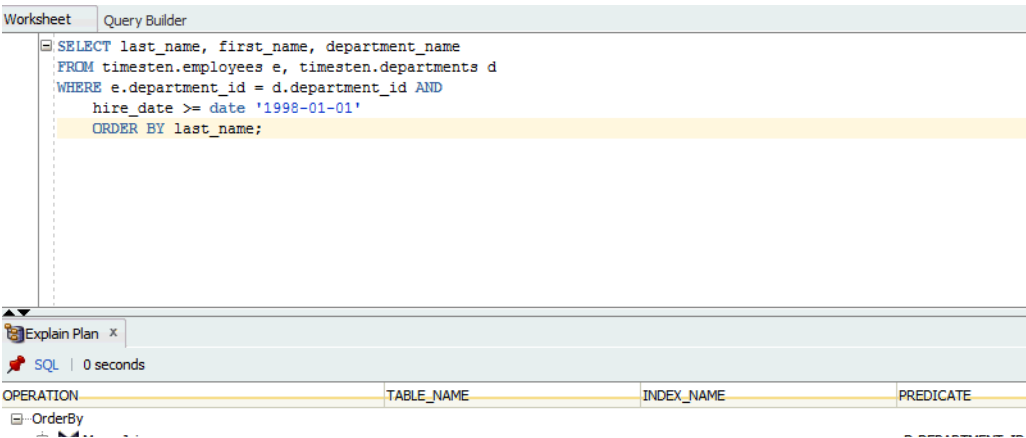 Worksheet Query Builder
SELECT last_name, first_name, department_name
FROM timesten.employees e, timesten.departments d
WHERE e.department_id = d.department_id AND
hire_date >= date '1998-01-01'
ORDER BY last_name;
Explain Plan x
SQL | 0 seconds
OPERATION TABLE_NAME INDEX_NAME PREDICATE
OrderBy